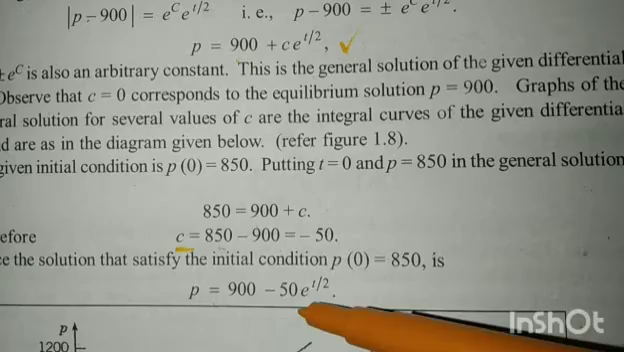 |p – 900| = e^C e^{t/2}   i. e.,   p – 900 = ± e^C e^{t/2}.
p = 900 + ce^{t/2},
± e^C is also an arbitrary constant. This is the general solution of the given differential
Observe that c = 0 corresponds to the equilibrium solution p = 900. Graphs of the
ral solution for several values of c are the integral curves of the given differentia
d are as in the diagram given below. (refer figure 1.8).
given initial condition is p (0) = 850. Putting t = 0 and p = 850 in the general solution
850 = 900 + c.
efore   c = 850 – 900 = – 50.
ce the solution that satisfy the initial condition p (0) = 850, is
p = 900 – 50 e^{t/2}.
p
1200
InShOt